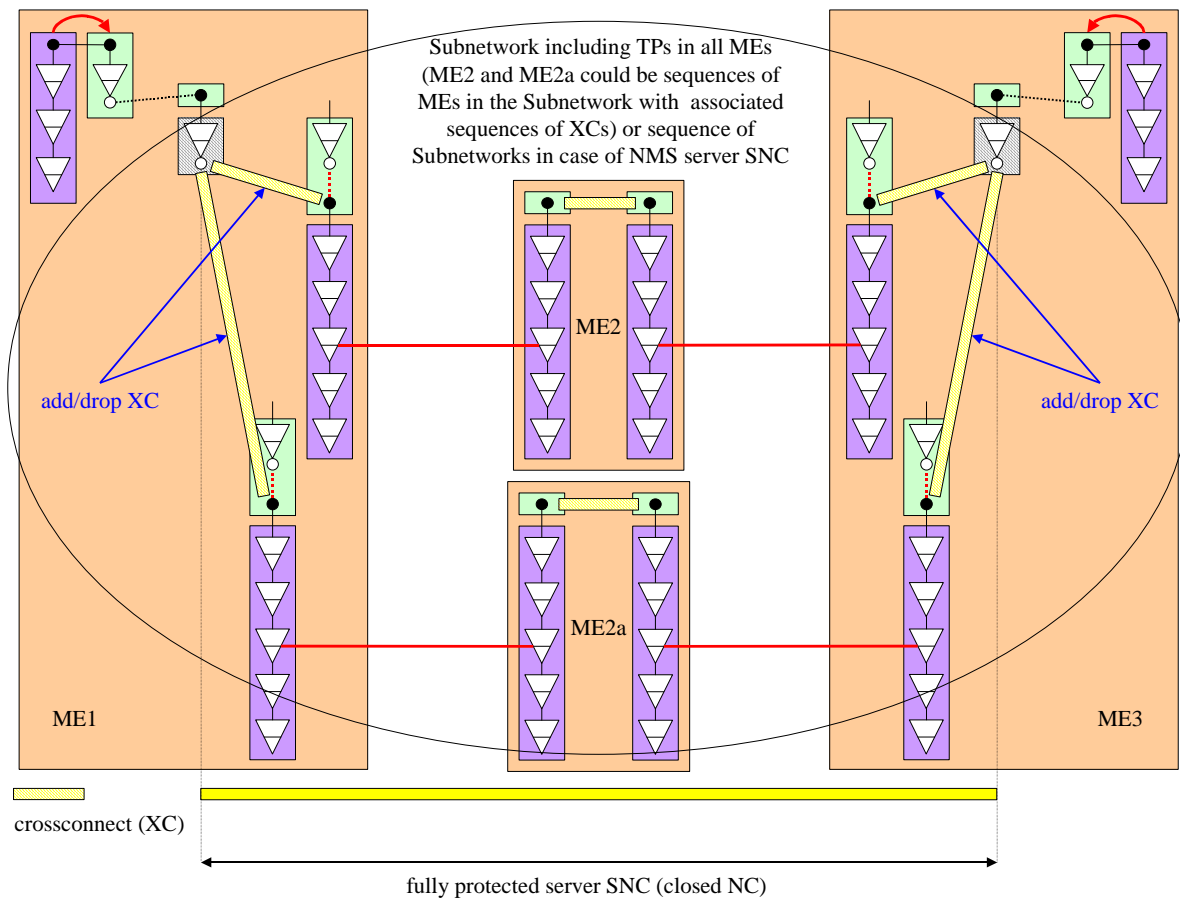 Subnetwork including TPs in all MEs
(ME2 and ME2a could be sequences of
MEs in the Subnetwork with associated
sequences of XCs) or sequence of
Subnetworks in case of NMS server SNC
ME2
add/drop XC
add/drop XC
ME2a
ME1
ME3
crossconnect (XC)
fully protected server SNC (closed NC)